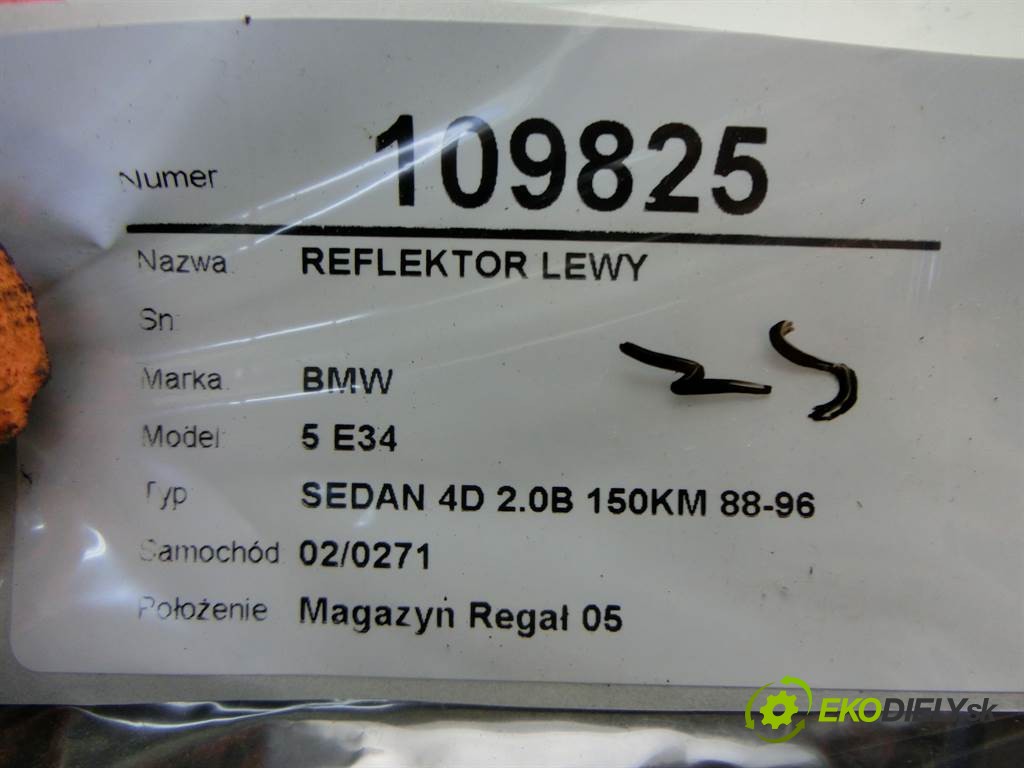 Numer 109825
Nazwa REFLEKTOR LEWY
Sn
Marka BMW
Model 5 E34
Typ SEDAN 4D 2.0B 150KM 88-96
Samochód 02/0271
Położenie Magazyn Regał 05
EKODIELY.sk